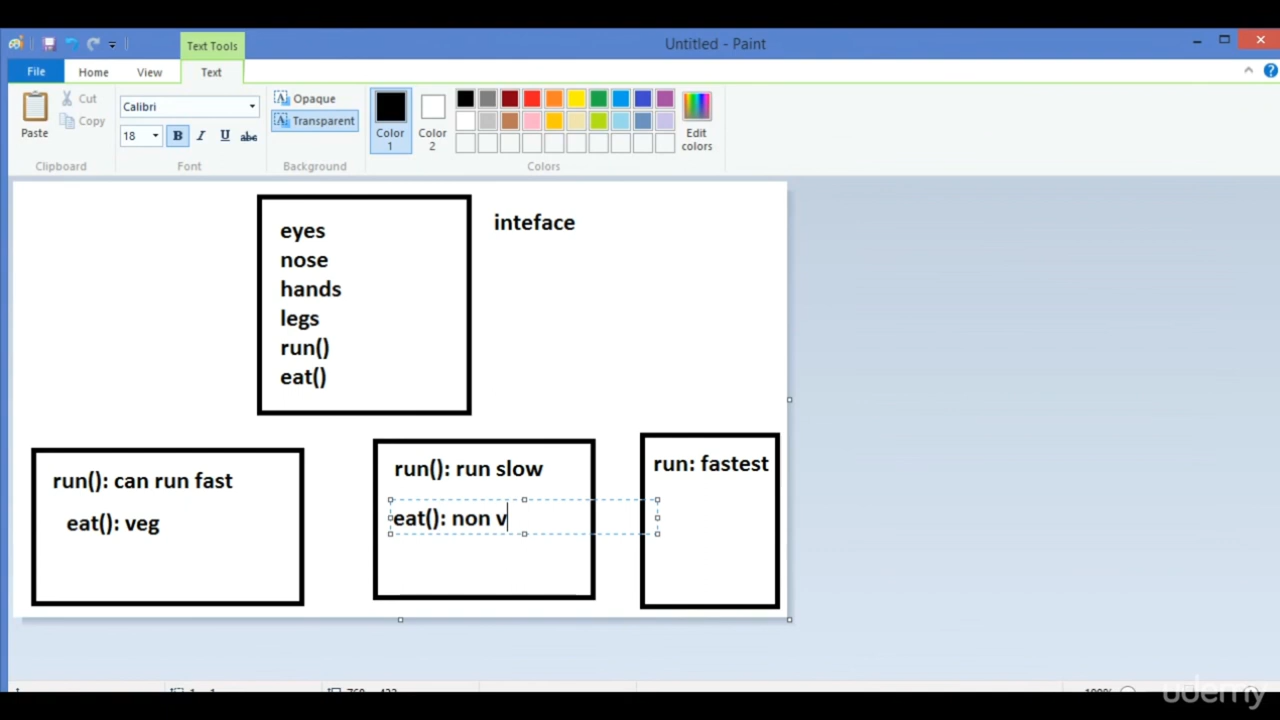 Text Tools
Untitled - Paint
File
Home
View
Text
Paste
Cut
Copy
Clipboard
Calibri
18
B I U abc
Font
Opaque
Transparent
Background
Color 1
Color 2
Edit colors
Colors
eyes
nose
hands
legs
run()
eat()
inteface
run(): can run fast
eat(): veg
run(): run slow
eat(): non v
run: fastest
udemy